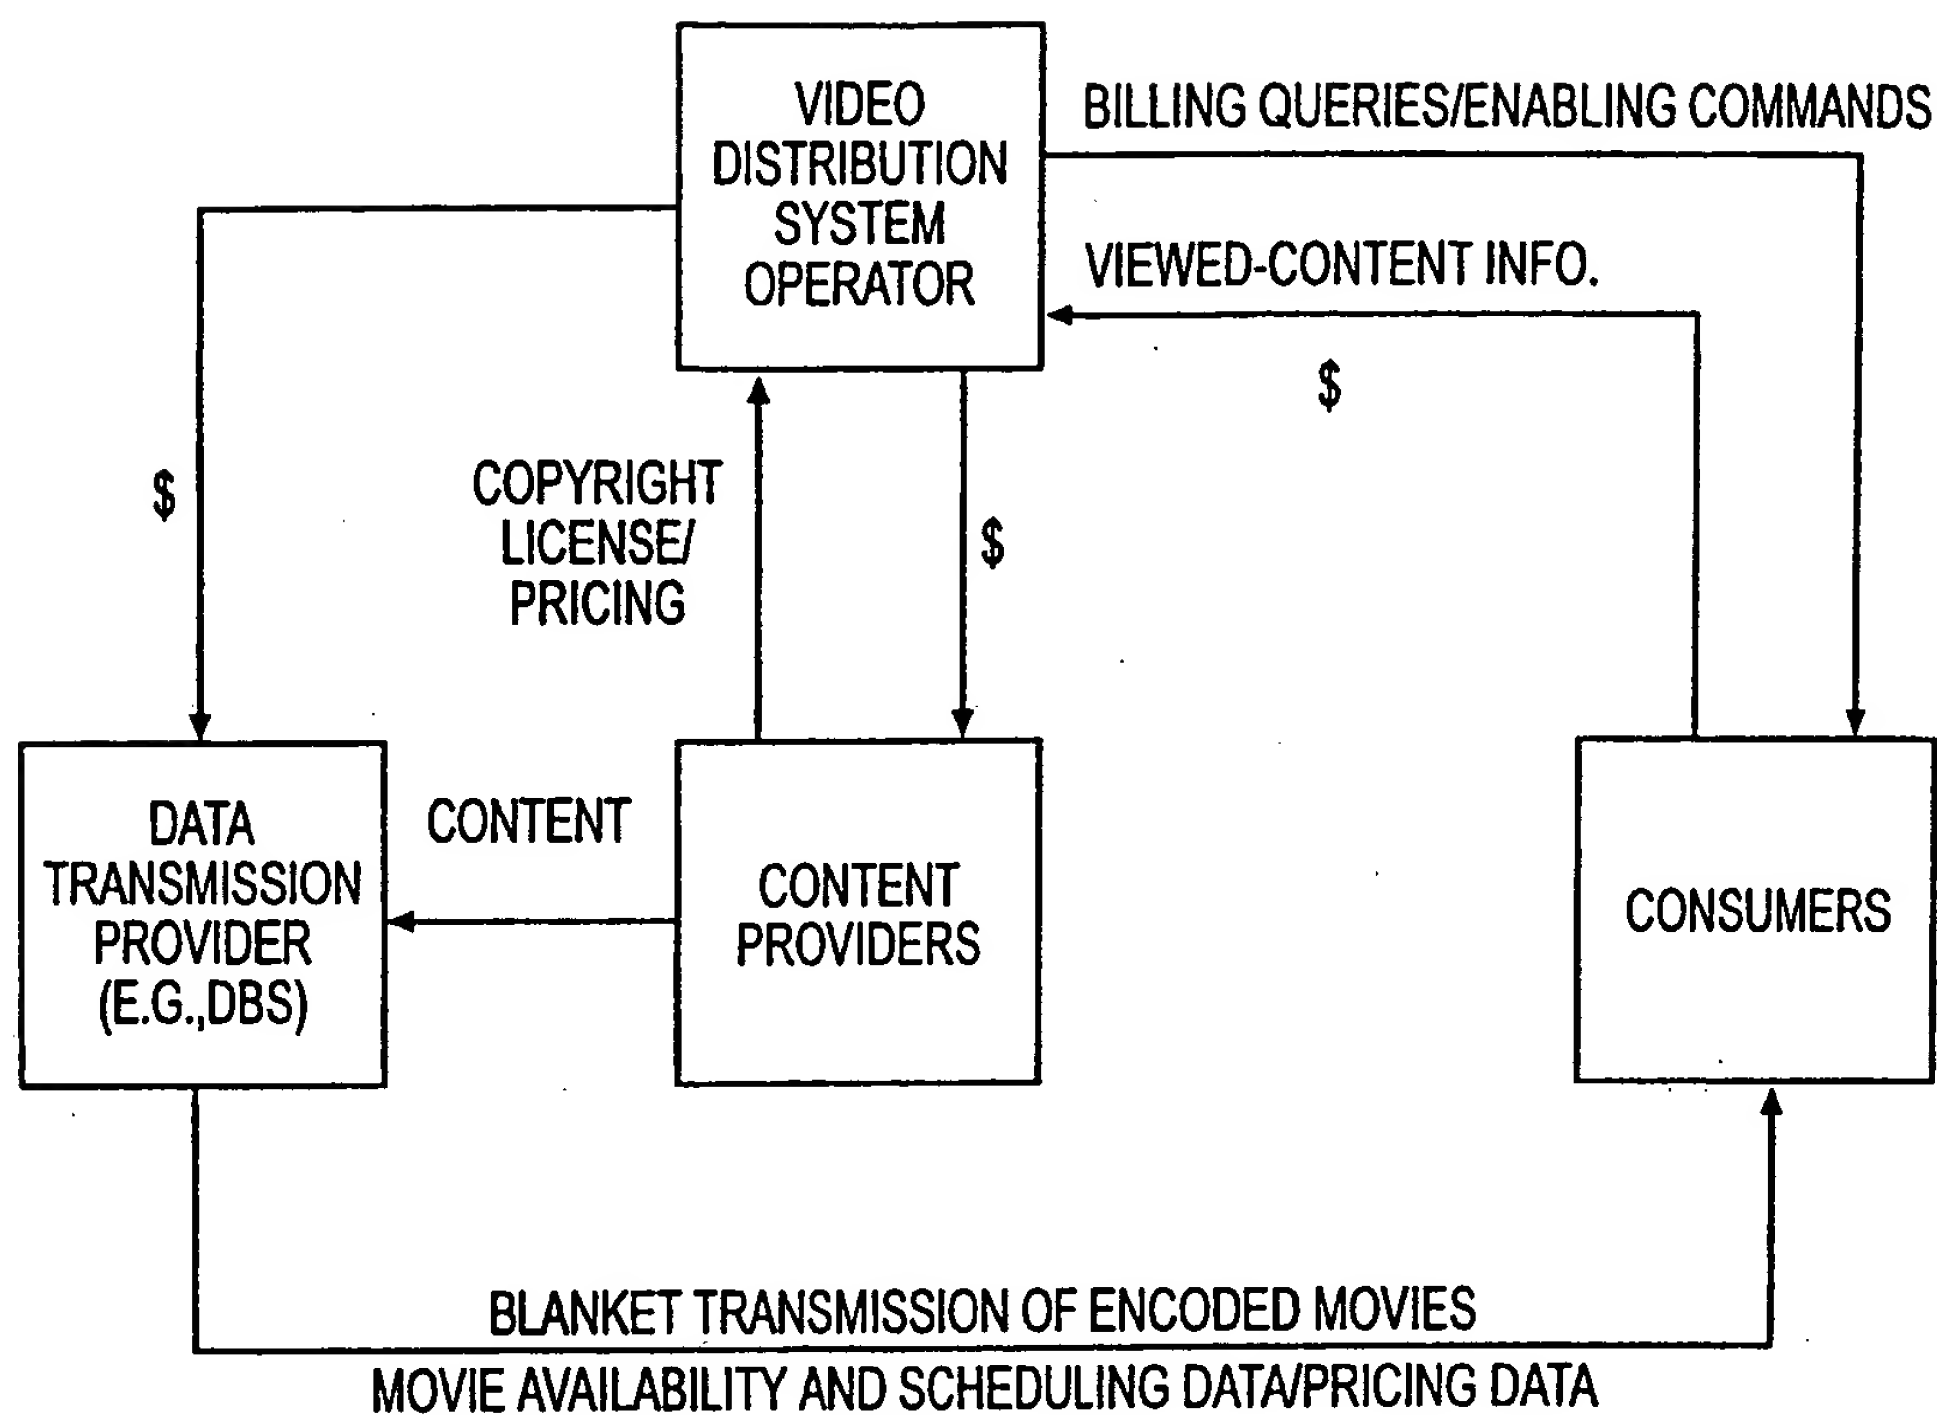 VIDEO
DISTRIBUTION
SYSTEM
OPERATOR
BILLING QUERIES/ENABLING COMMANDS
VIEWED-CONTENT INFO.
$
$
COPYRIGHT
LICENSE/
PRICING
$
DATA
TRANSMISSION
PROVIDER
(E.G.,DBS)
CONTENT
CONTENT
PROVIDERS
CONSUMERS
BLANKET TRANSMISSION OF ENCODED MOVIES
MOVIE AVAILABILITY AND SCHEDULING DATA/PRICING DATA